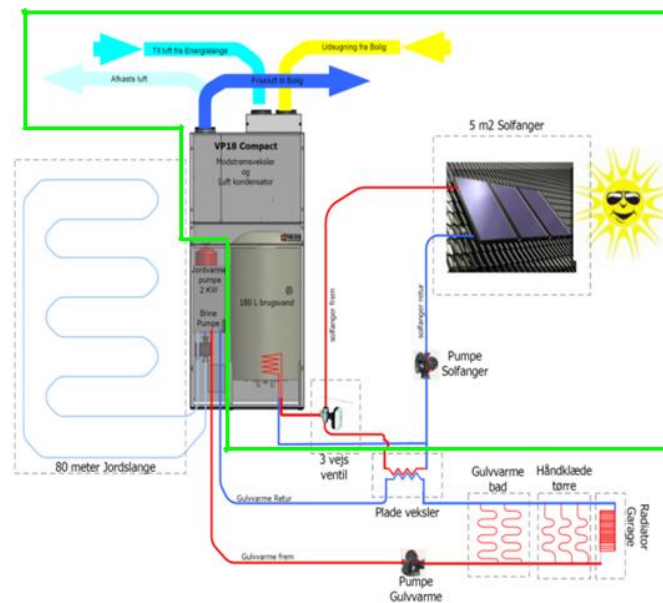 Til luft fra Energislange
Udsugning fra Bolig
Afkasts luft
Friskluft til Bolig
VP18 Compact
Modstrømsveksler
og
Luft kondensator
5 m2 Solfanger
Jordvarme
pumpe
2 KW
Brine
Pumpe
180 L brugsvand
solfanger frem
solfanger retur
Pumpe
Solfanger
3 vejs
ventil
80 meter Jordslange
Plade veksler
Gulvvarme
bad
Håndklæde
tørre
Radiator
Garage
Gulvvarme Retur
Gulvvarme frem
Pumpe
Gulvvarme